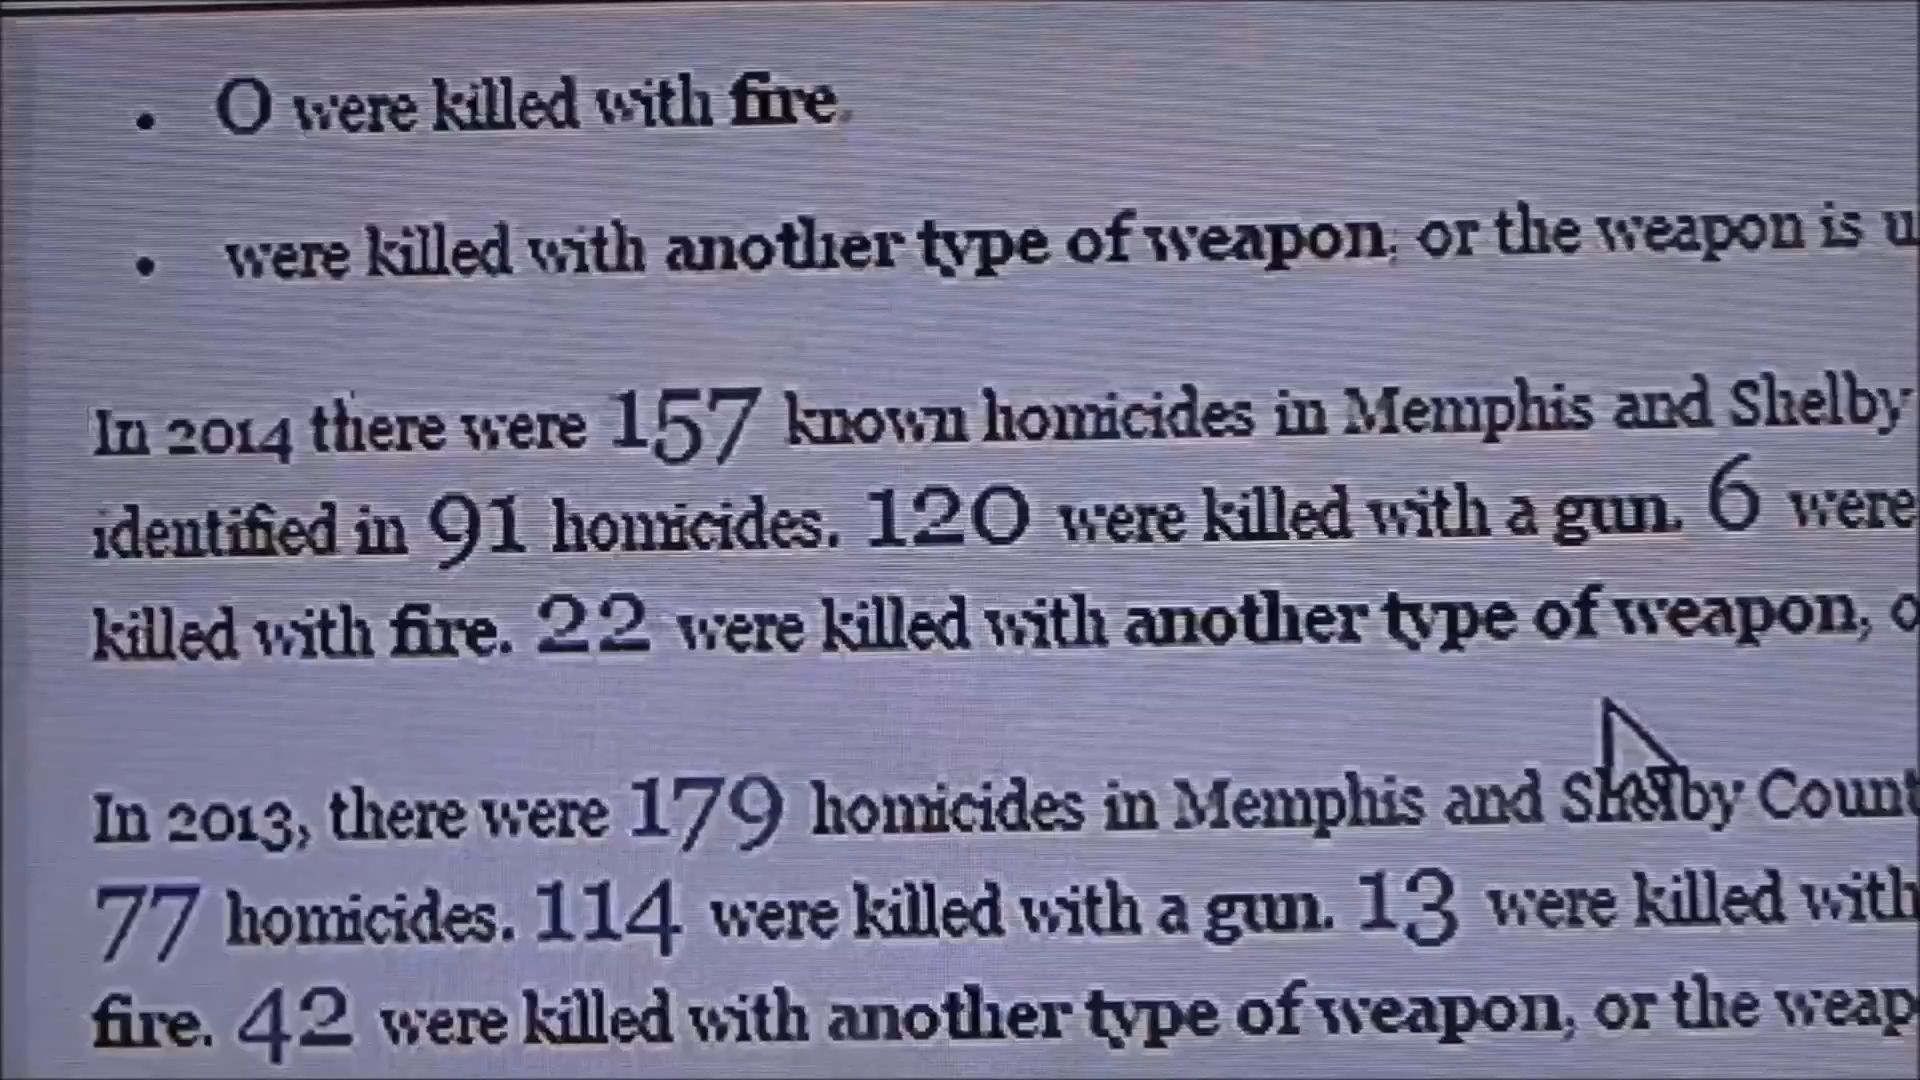 • 0 were killed with fire.
• were killed with another type of weapon, or the weapon is
In 2014 there were 157 known homicides in Memphis and Shelby
identified in 91 homicides. 120 were killed with a gun. 6 were
killed with fire. 22 were killed with another type of weapon,
In 2013, there were 179 homicides in Memphis and Shelby Count
77 homicides. 114 were killed with a gun. 13 were killed with
fire. 42 were killed with another type of weapon, or the weap